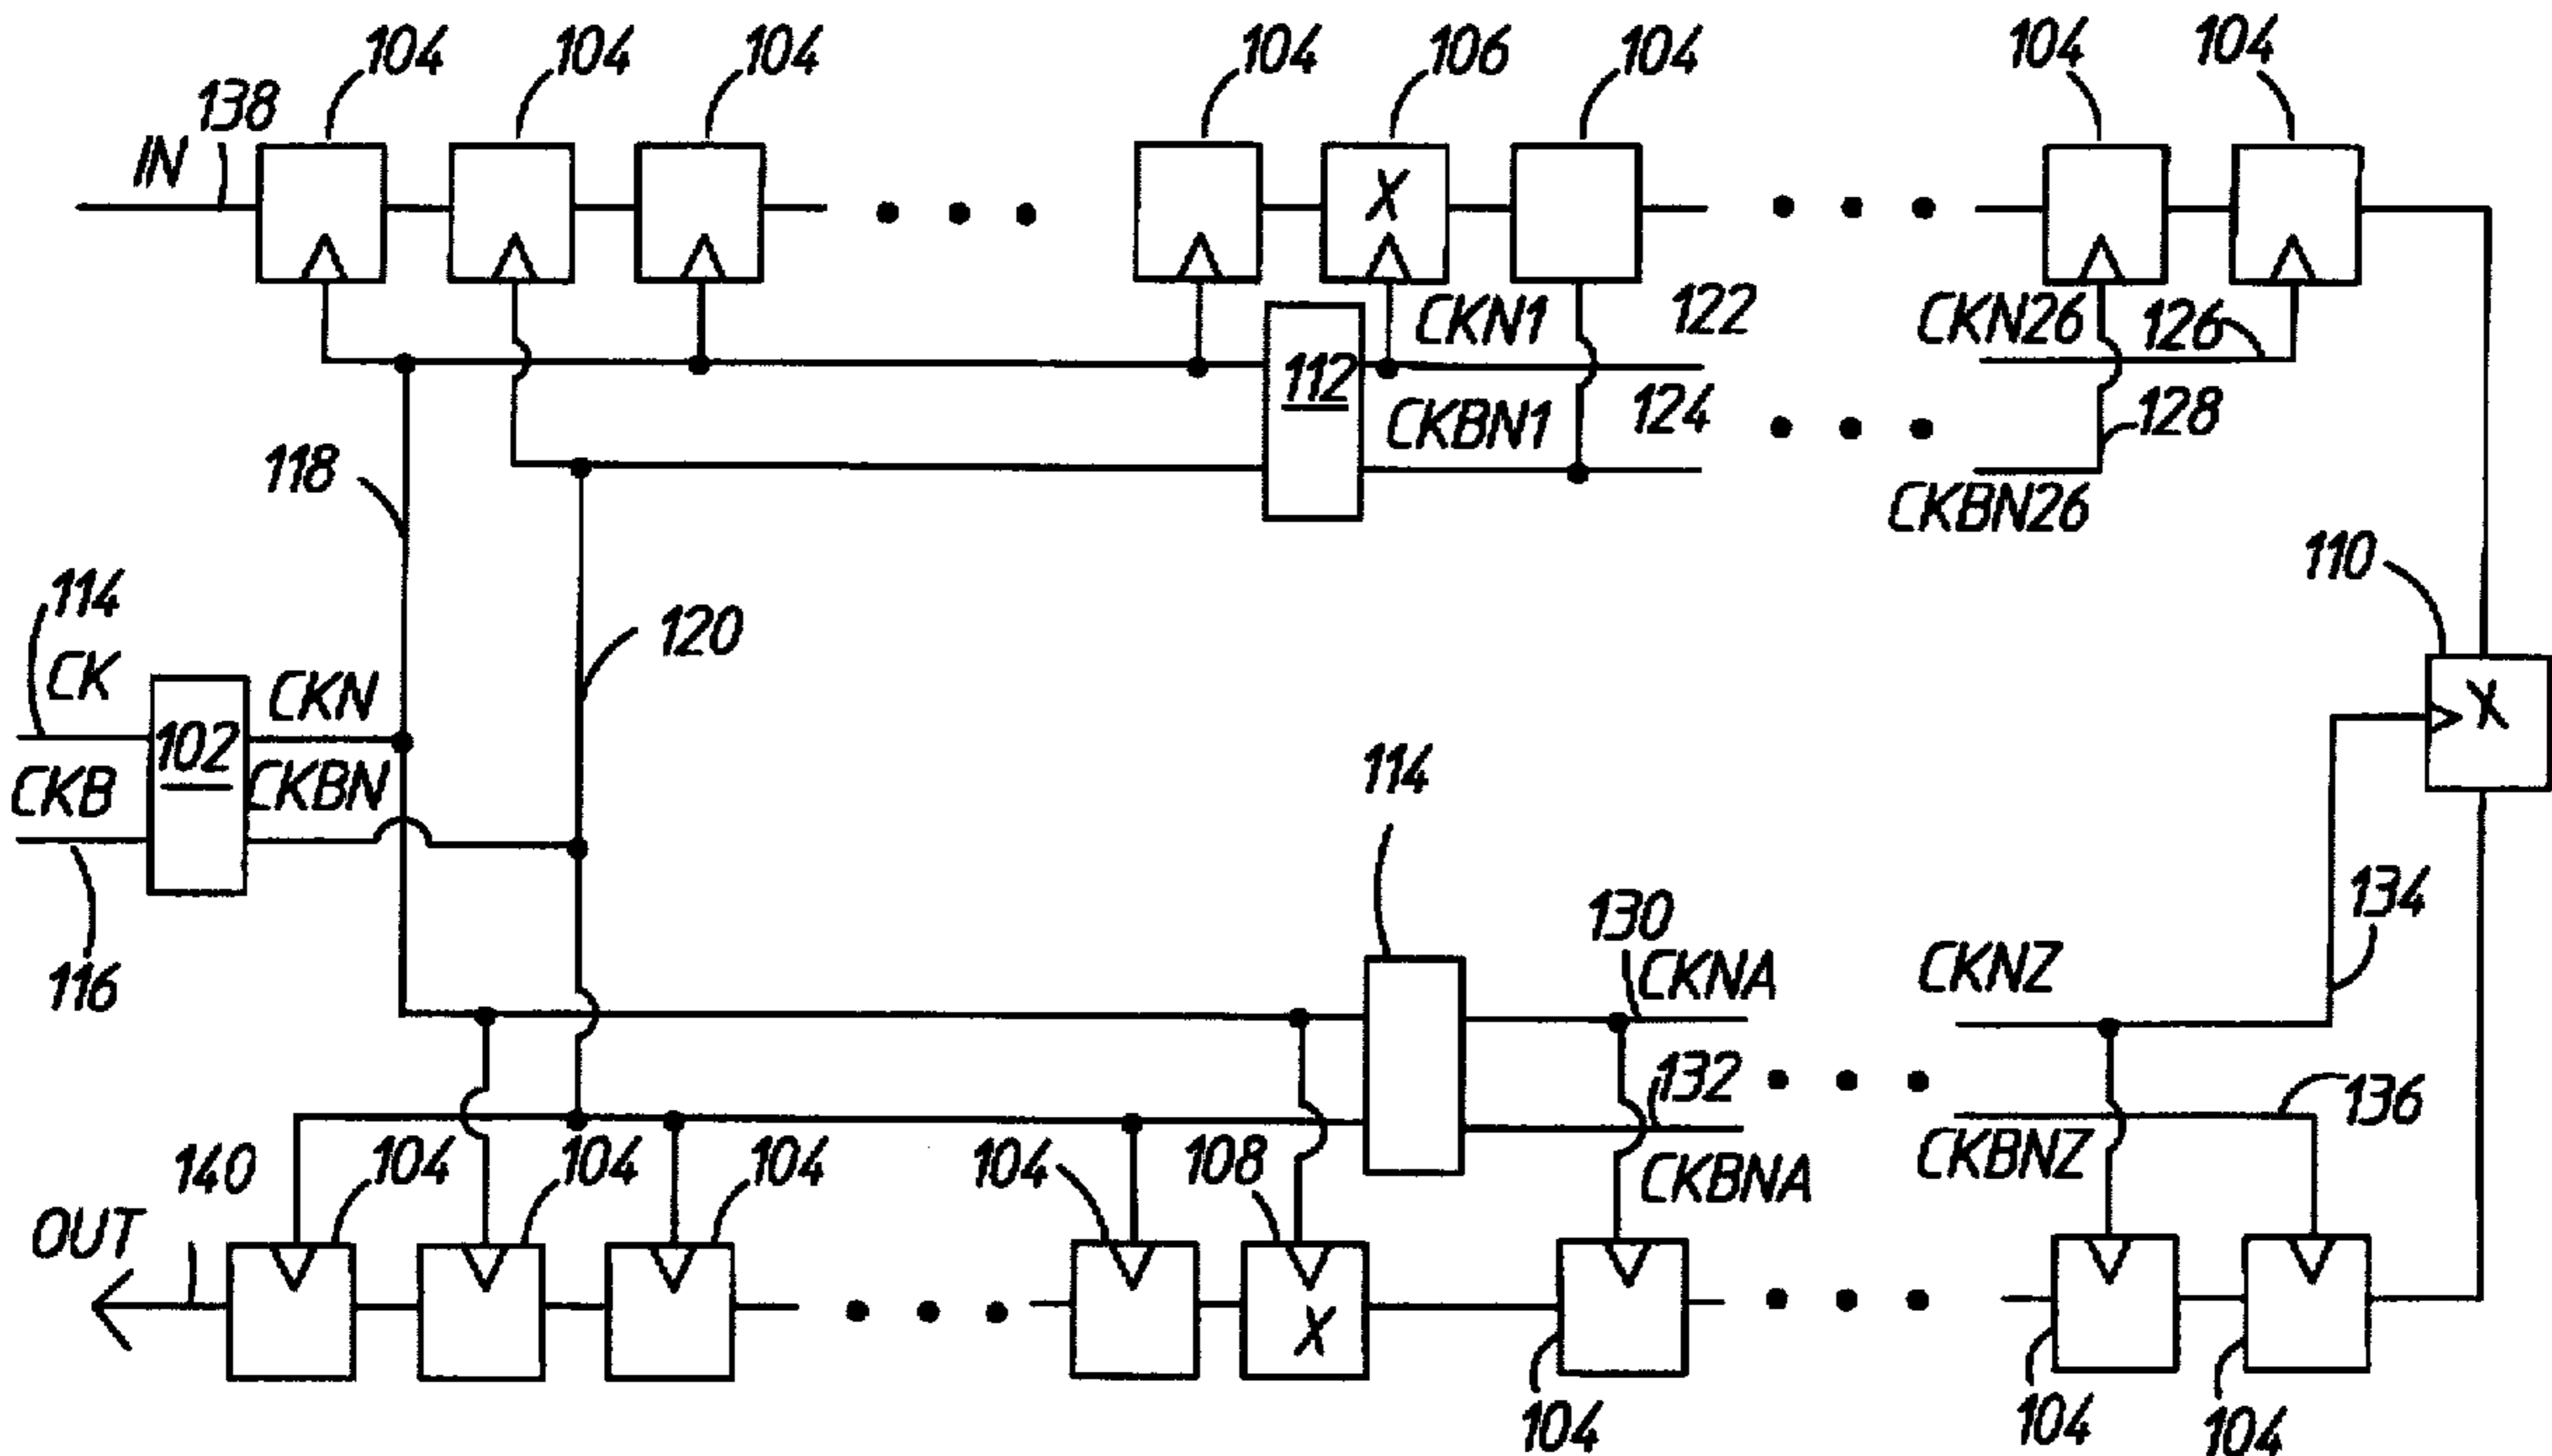 104 104 104 104 106 104 104 104
138
IN
X
CKN1 122 CKN26 126
112
CKBN1 124 128
118
CKBN26
110
114
120
CK CKN X
102
CKB CKBN
114
134
130
116 CKNA CKNZ
132 136
140 104 104 104 104 108 CKBNA CKBNZ
OUT
X
104 104 104